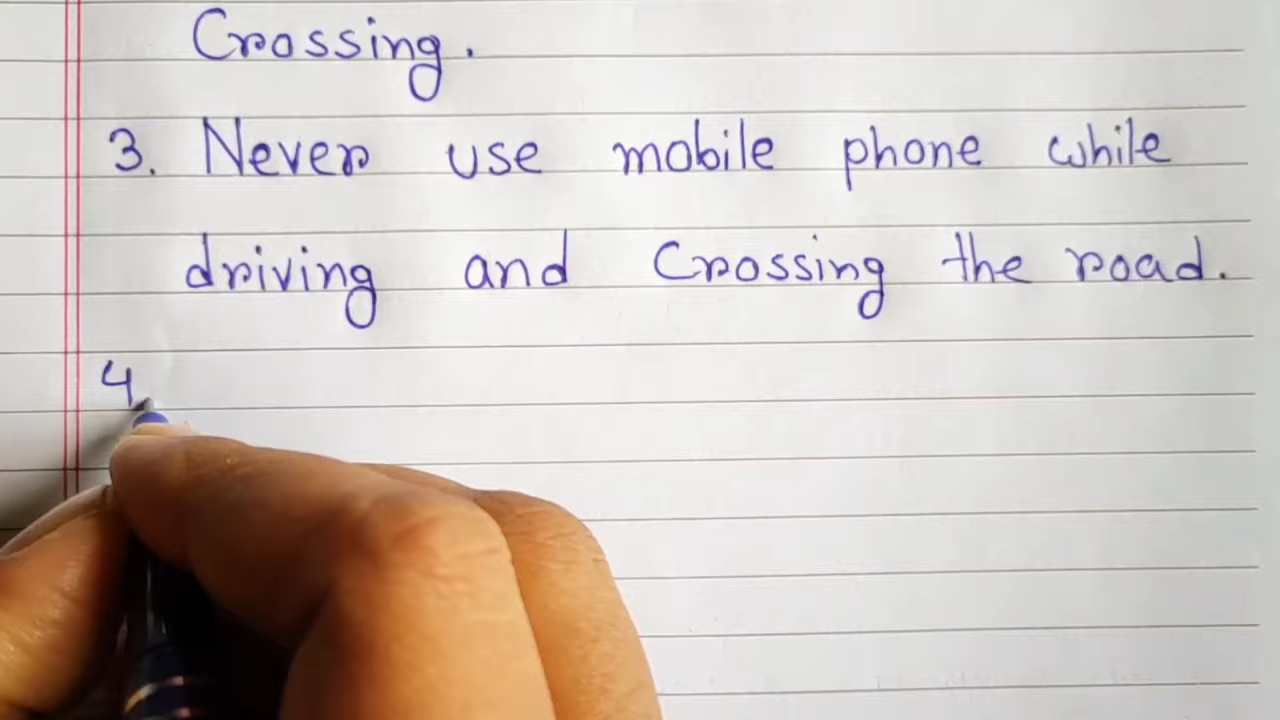 Crossing.
3. Never use mobile phone while
driving and Crossing the road.
4.